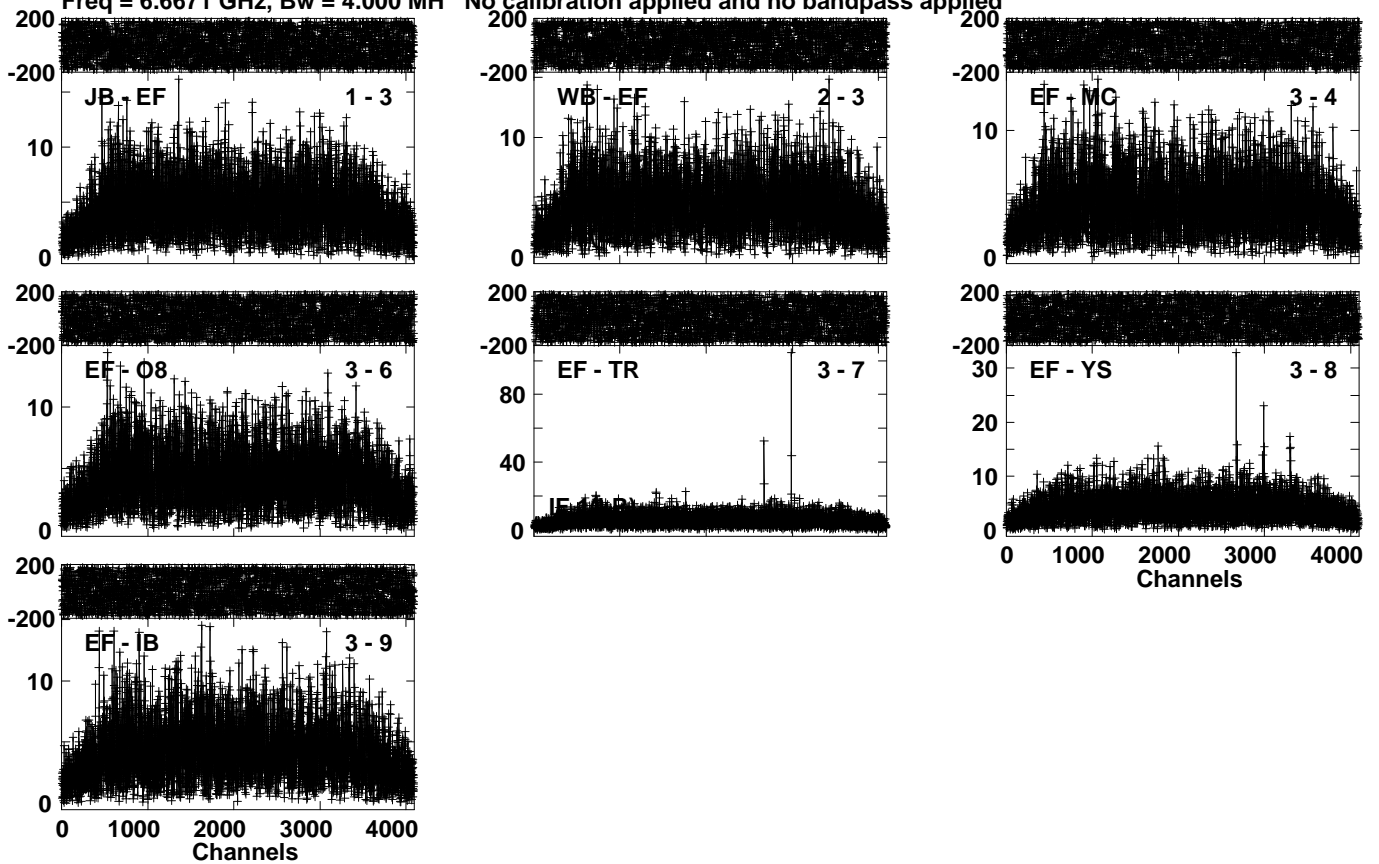 Freq = 6.6671 GHz, Bw = 4.000 MH No calibration applied and no bandpass applied
200
-200
JB - EF 1 - 3
10
0
200
-200
WB - EF 2 - 3
10
0
200
-200
EF - MC 3 - 4
10
0
200
-200
EF - O8 3 - 6
10
0
200
-200
EF - TR 3 - 7
80
40
0
200
-200
EF - YS 3 - 8
30
20
10
0
0 1000 2000 3000 4000
Channels
200
-200
EF - IB 3 - 9
10
0
0 1000 2000 3000 4000
Channels